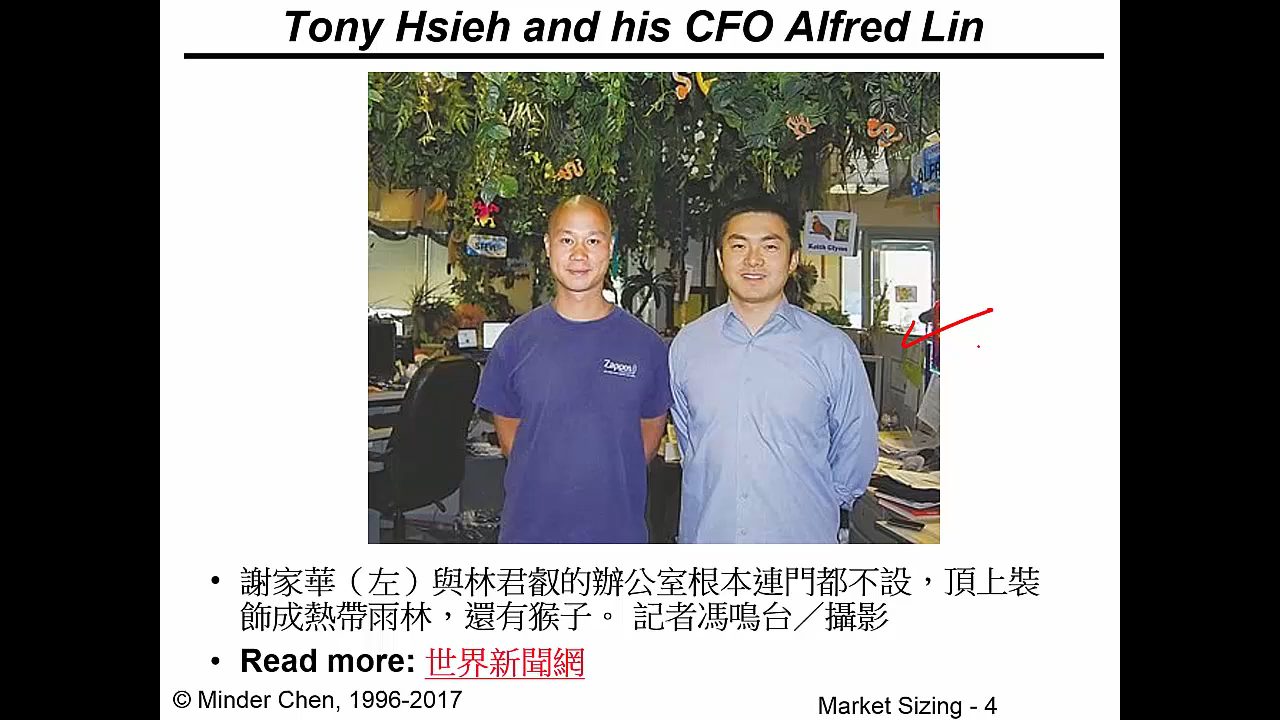 Tony Hsieh and his CFO Alfred Lin
STEVE
Keith Glynn
ALFR
Zappos
• 謝家華（左）與林君叡的辦公室根本連門都不設，頂上裝
飾成熱帶雨林，還有猴子。 記者馮鳴台／攝影
• Read more: 世界新聞網
© Minder Chen, 1996-2017
Market Sizing - 4